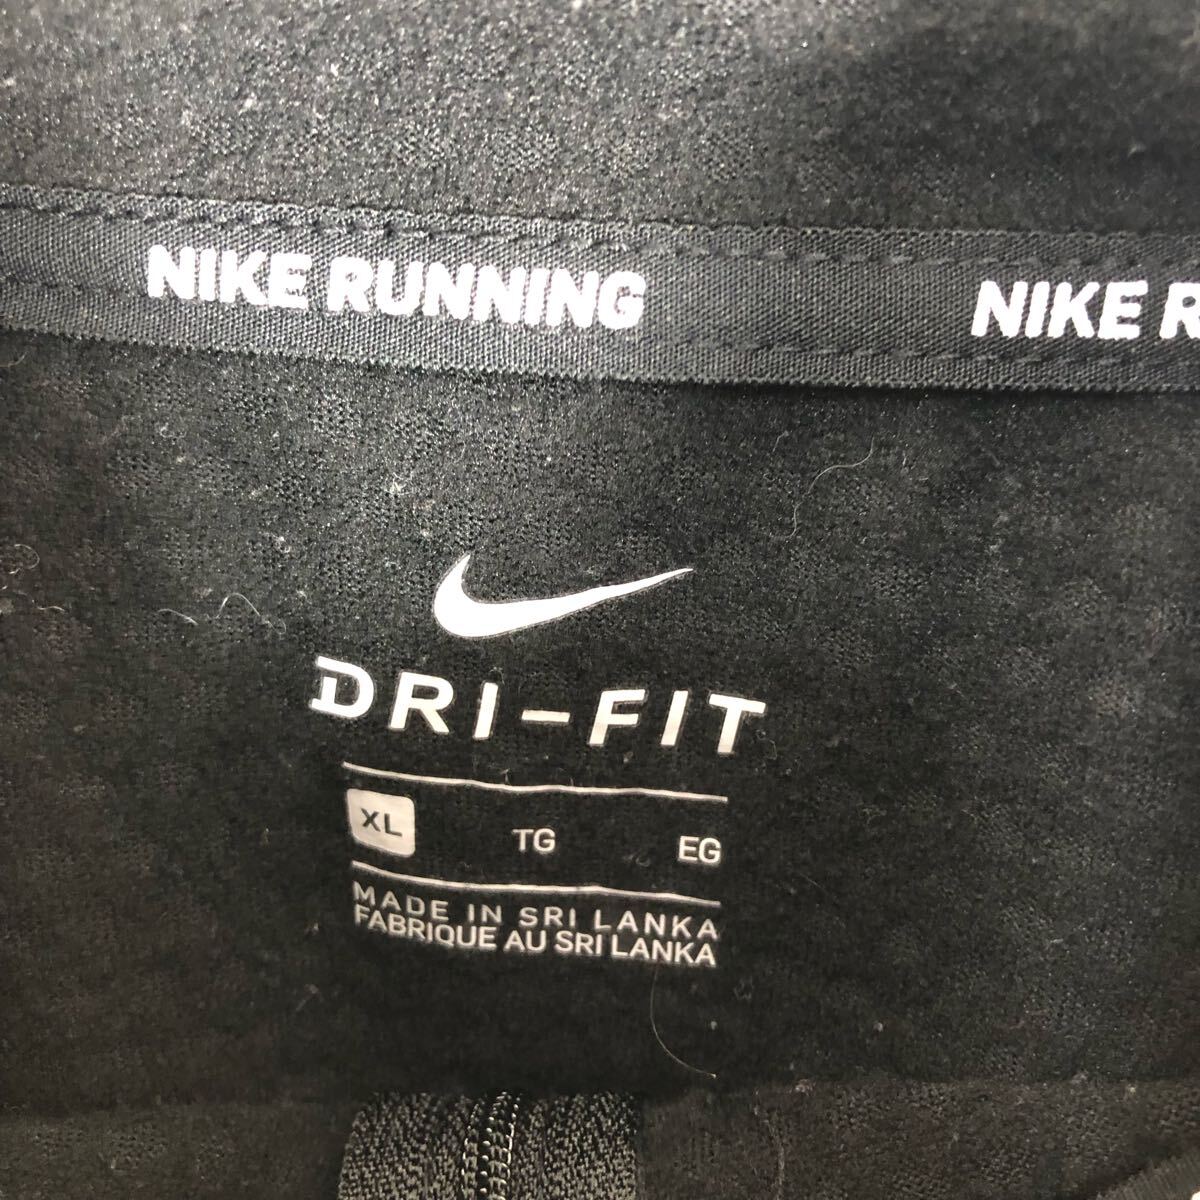 NIKE RUNNING NIKE R
DRI-FIT
XL TG EG
MADE IN SRI LANKA
FABRIQUE AU SRI LANKA